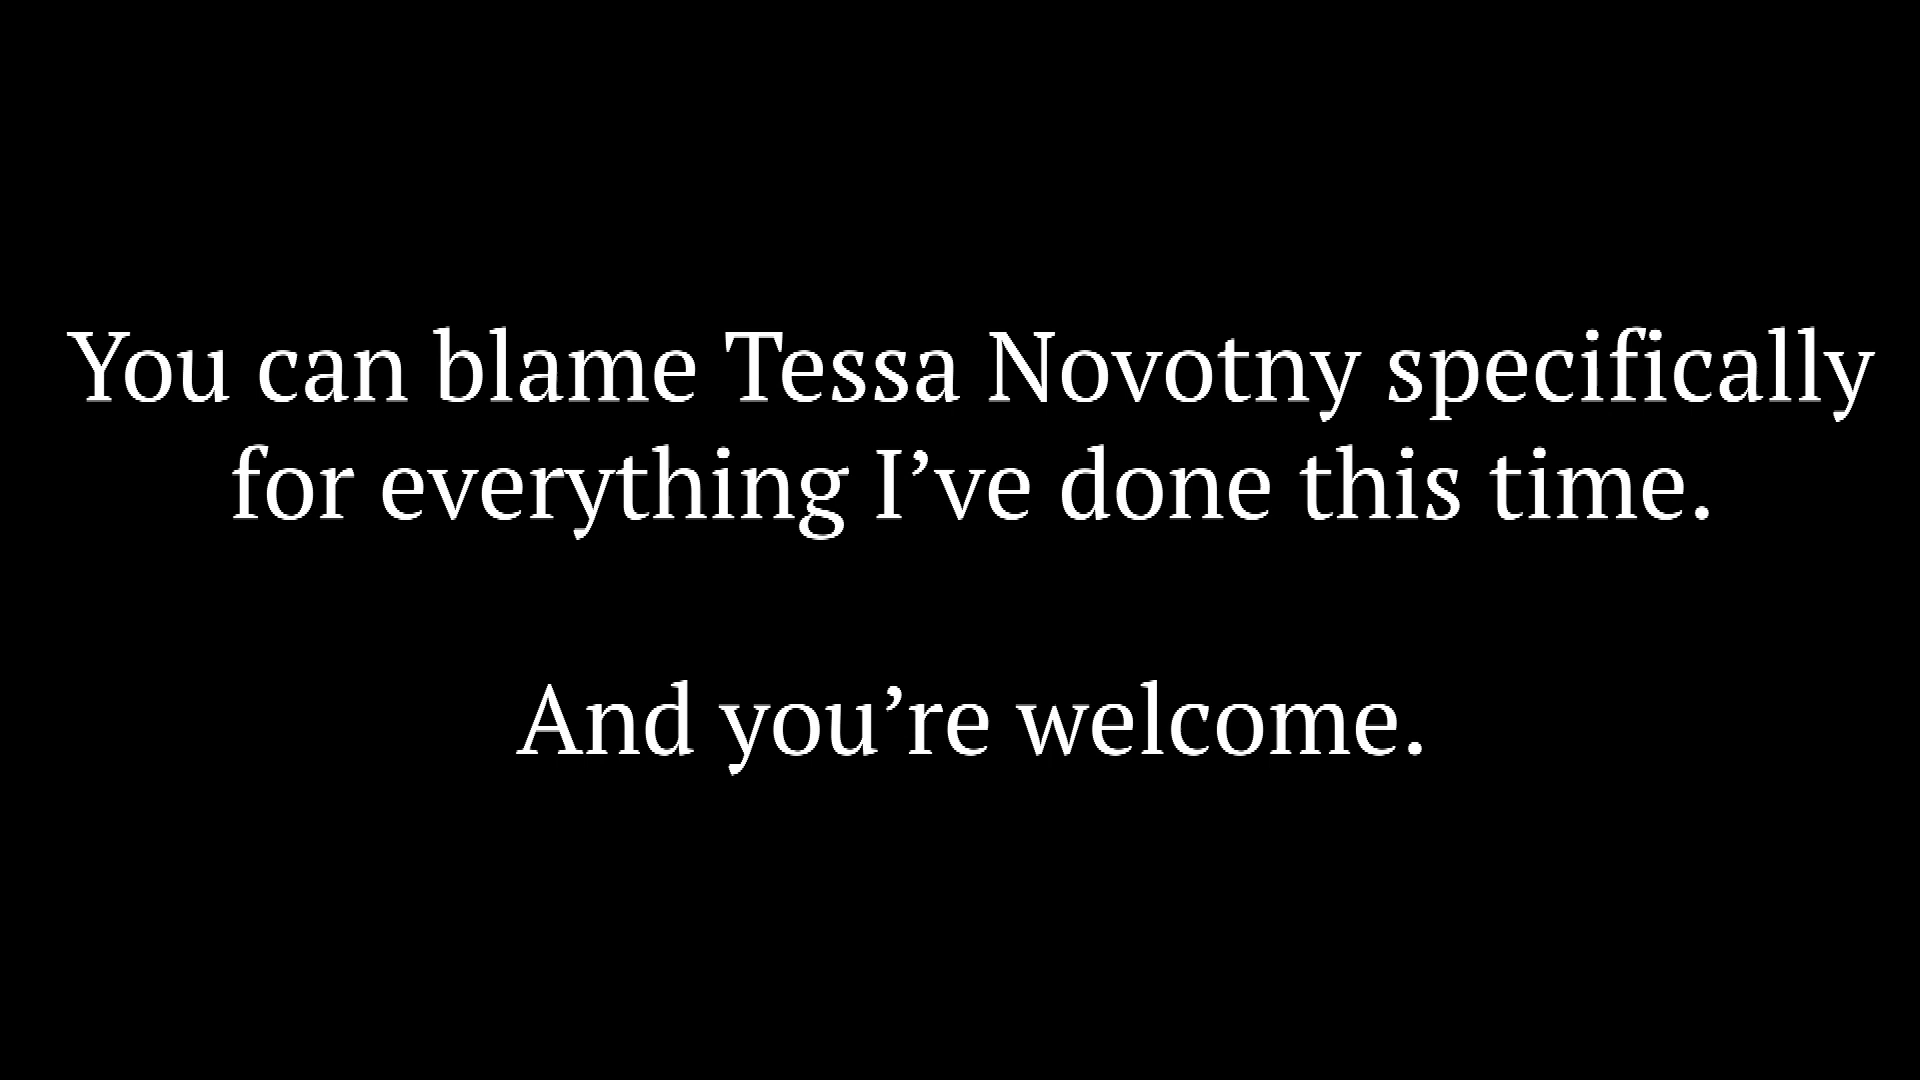 You can blame Tessa Novotny specifically
for everything I’ve done this time.
And you’re welcome.